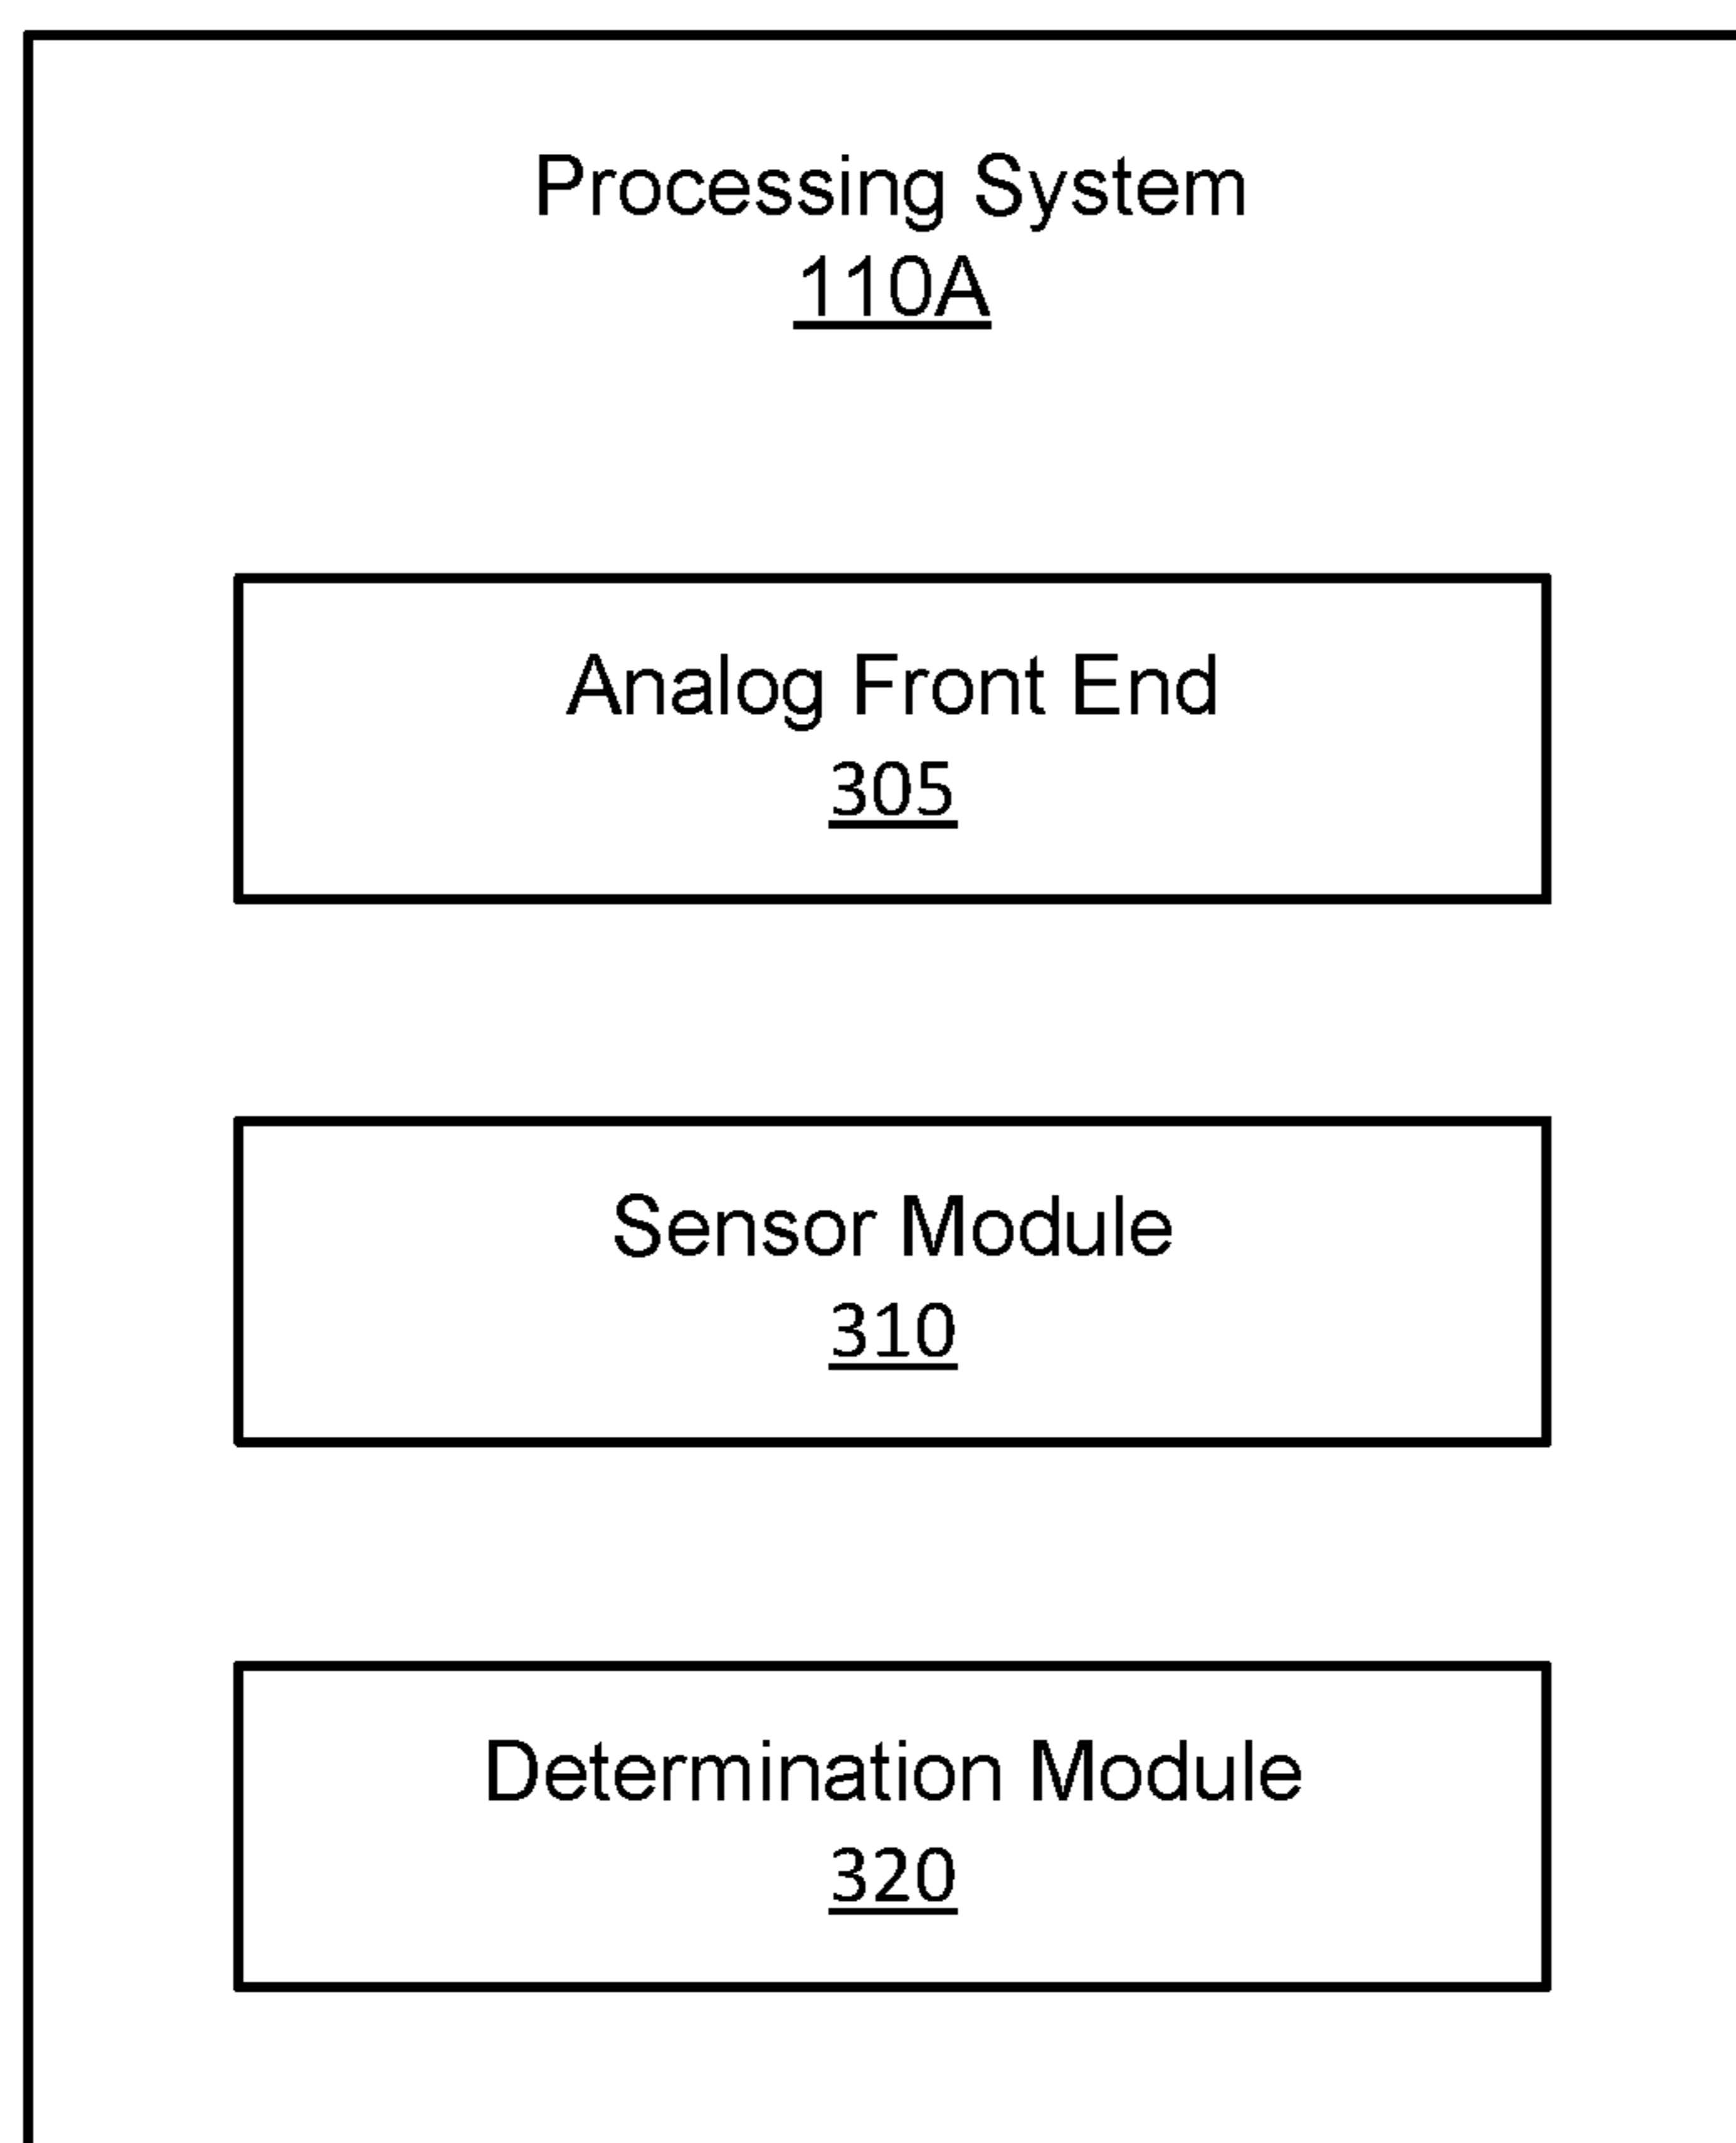 Processing System
110A
Analog Front End
305
Sensor Module
310
Determination Module
320